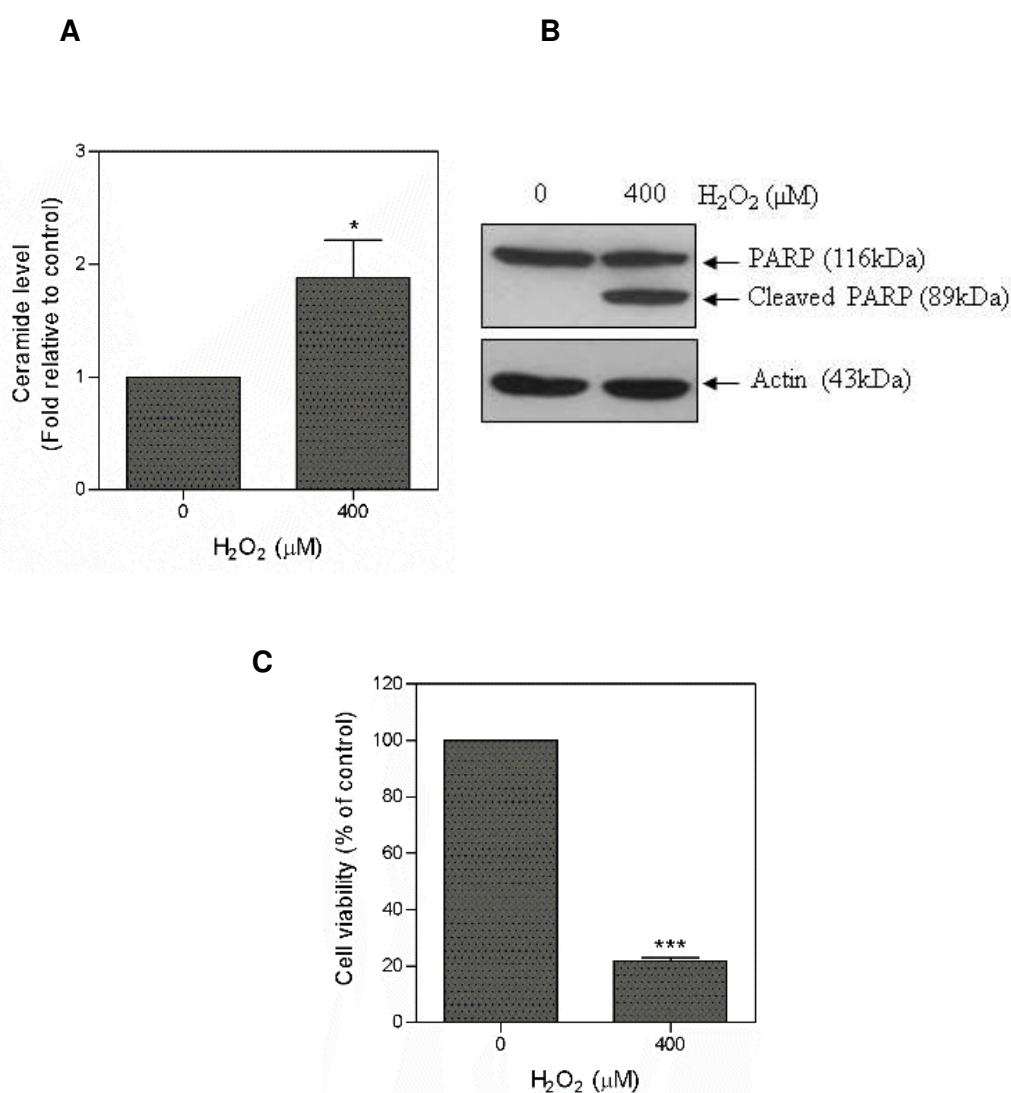 A
B
3
2
1
0
Ceramide level
(Fold relative to control)
*
0
400
H₂O₂ (μM)
0 400 H₂O₂ (μM)
PARP (116kDa)
Cleaved PARP (89kDa)
Actin (43kDa)
C
120
100
80
60
40
20
0
Cell viability (% of control)
***
0
400
H₂O₂ (μM)